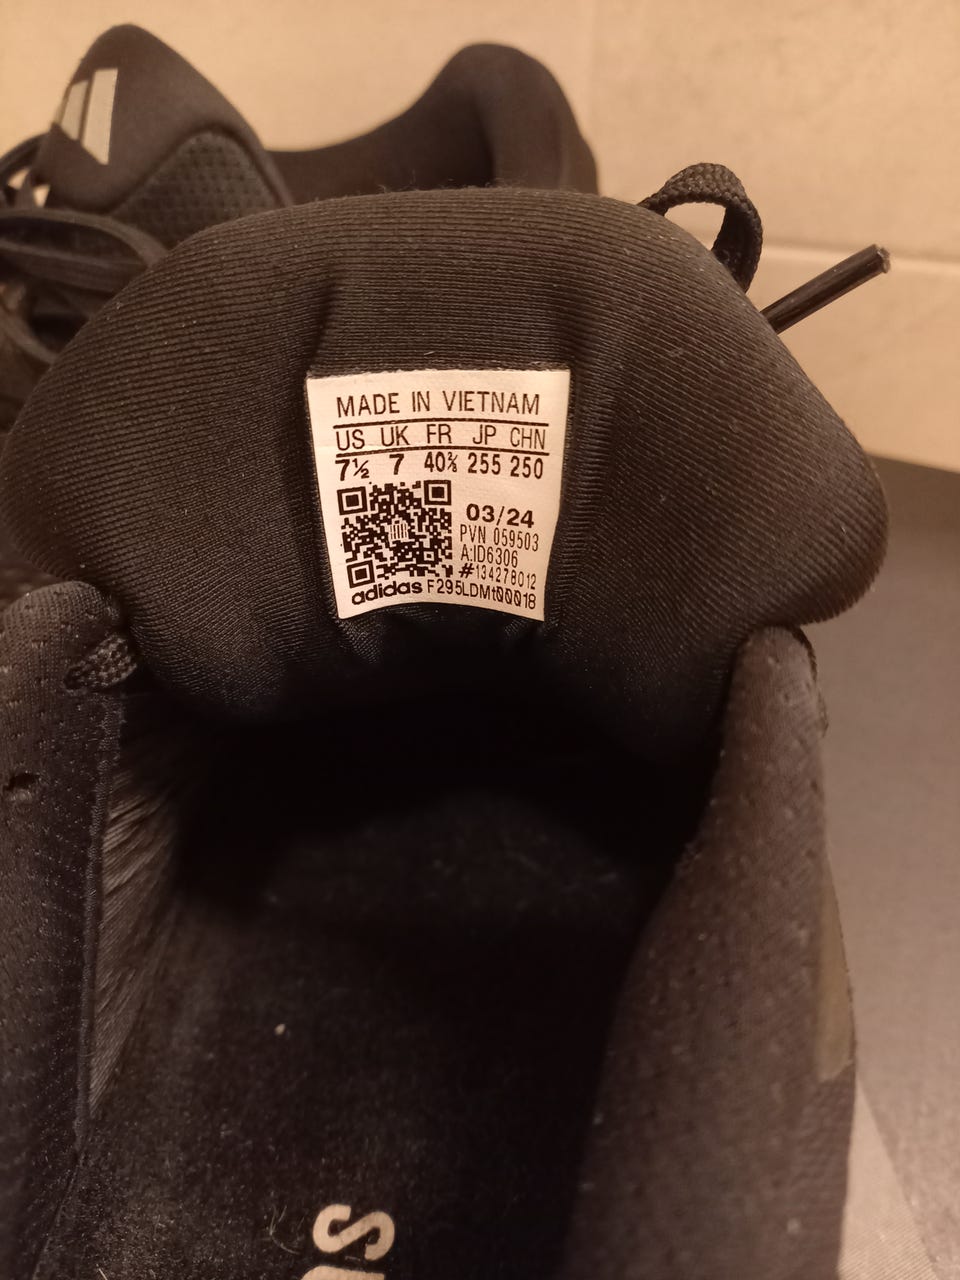 MADE IN VIETNAM
US UK FR JP CHN
7½ 7 40⅔ 255 250
03/24
PVN 059503
A:ID6306
#134278012
adidas F295LDMt00018